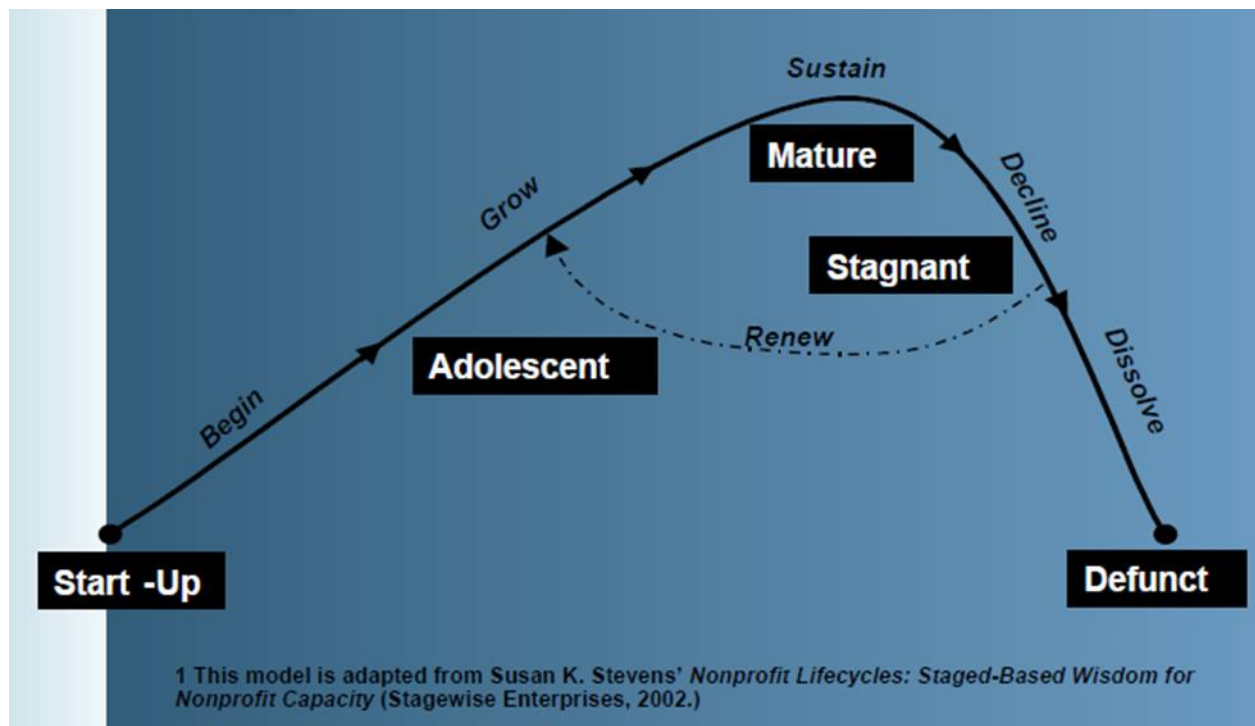 Sustain
Mature
Decline
Grow
Stagnant
Renew
Adolescent
Dissolve
Begin
Start -Up
Defunct
1 This model is adapted from Susan K. Stevens' Nonprofit Lifecycles: Staged-Based Wisdom for
Nonprofit Capacity (Stagewise Enterprises, 2002.)